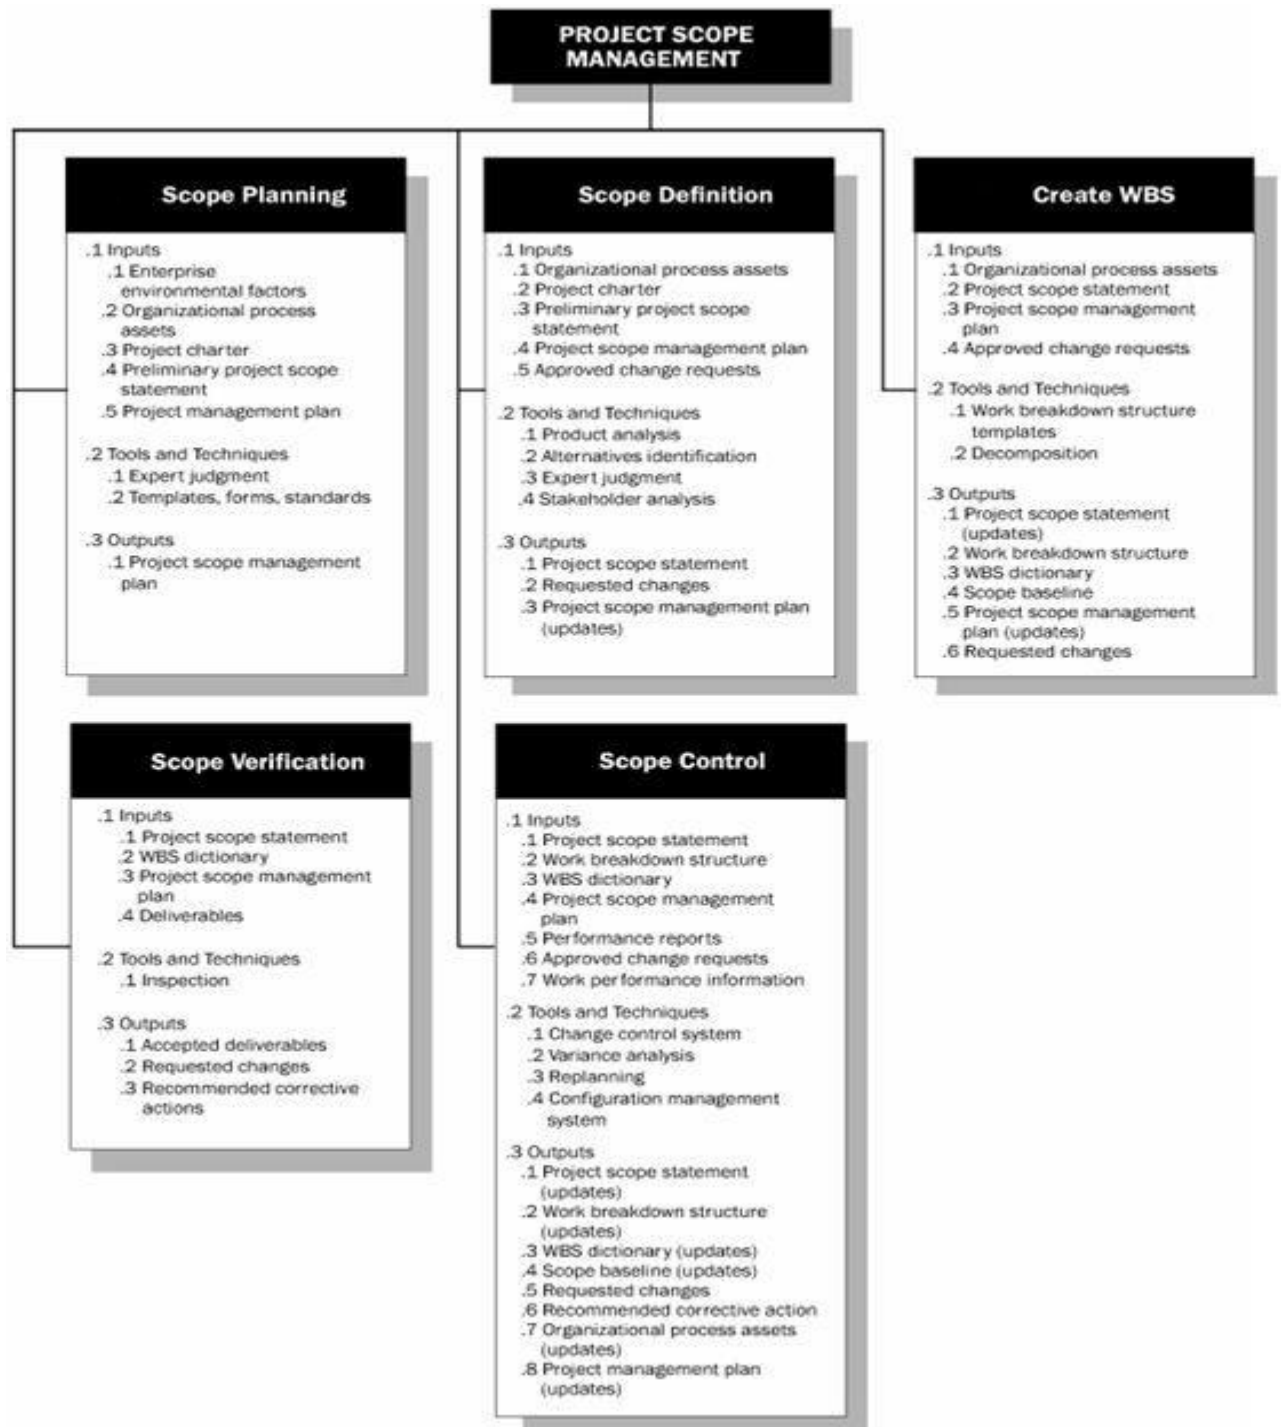 PROJECT SCOPE
MANAGEMENT
Scope Planning
.1 Inputs
.1 Enterprise
environmental factors
.2 Organizational process
assets
.3 Project charter
.4 Preliminary project scope
statement
.5 Project management plan
.2 Tools and Techniques
.1 Expert judgment
.2 Templates, forms, standards
.3 Outputs
.1 Project scope management
plan
Scope Definition
.1 Inputs
.1 Organizational process assets
.2 Project charter
.3 Preliminary project scope
statement
.4 Project scope management plan
.5 Approved change requests
.2 Tools and Techniques
.1 Product analysis
.2 Alternatives identification
.3 Expert judgment
.4 Stakeholder analysis
.3 Outputs
.1 Project scope statement
.2 Requested changes
.3 Project scope management plan
(updates)
Create WBS
.1 Inputs
.1 Organizational process assets
.2 Project scope statement
.3 Project scope management
plan
.4 Approved change requests
.2 Tools and Techniques
.1 Work breakdown structure
templates
.2 Decomposition
.3 Outputs
.1 Project scope statement
(updates)
.2 Work breakdown structure
.3 WBS dictionary
.4 Scope baseline
.5 Project scope management
plan (updates)
.6 Requested changes
Scope Verification
.1 Inputs
.1 Project scope statement
.2 WBS dictionary
.3 Project scope management
plan
.4 Deliverables
.2 Tools and Techniques
.1 Inspection
.3 Outputs
.1 Accepted deliverables
.2 Requested changes
.3 Recommended corrective
actions
Scope Control
.1 Inputs
.1 Project scope statement
.2 Work breakdown structure
.3 WBS dictionary
.4 Project scope management
plan
.5 Performance reports
.6 Approved change requests
.7 Work performance information
.2 Tools and Techniques
.1 Change control system
.2 Variance analysis
.3 Replanning
.4 Configuration management
system
.3 Outputs
.1 Project scope statement
(updates)
.2 Work breakdown structure
(updates)
.3 WBS dictionary (updates)
.4 Scope baseline (updates)
.5 Requested changes
.6 Recommended corrective action
.7 Organizational process assets
(updates)
.8 Project management plan
(updates)